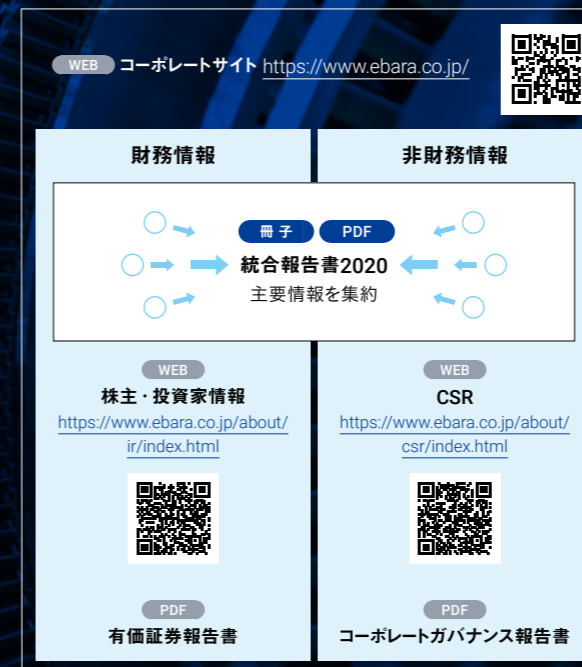 WEB コーポレートサイト https://www.ebara.co.jp/
財務情報
非財務情報
冊子 PDF
統合報告書2020
主要情報を集約
WEB
株主・投資家情報
https://www.ebara.co.jp/about/
ir/index.html
WEB
CSR
https://www.ebara.co.jp/about/
csr/index.html
PDF
有価証券報告書
PDF
コーポレートガバナンス報告書